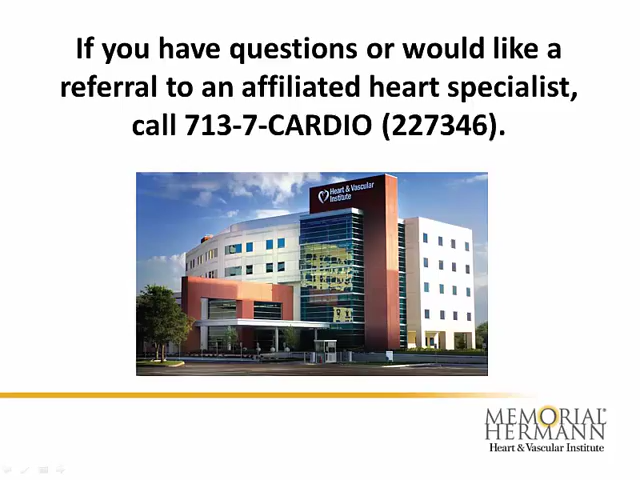 If you have questions or would like a
referral to an affiliated heart specialist,
call 713-7-CARDIO (227346).
Heart & Vascular
Institute
MEMORIAL®
HERMANN
Heart & Vascular Institute